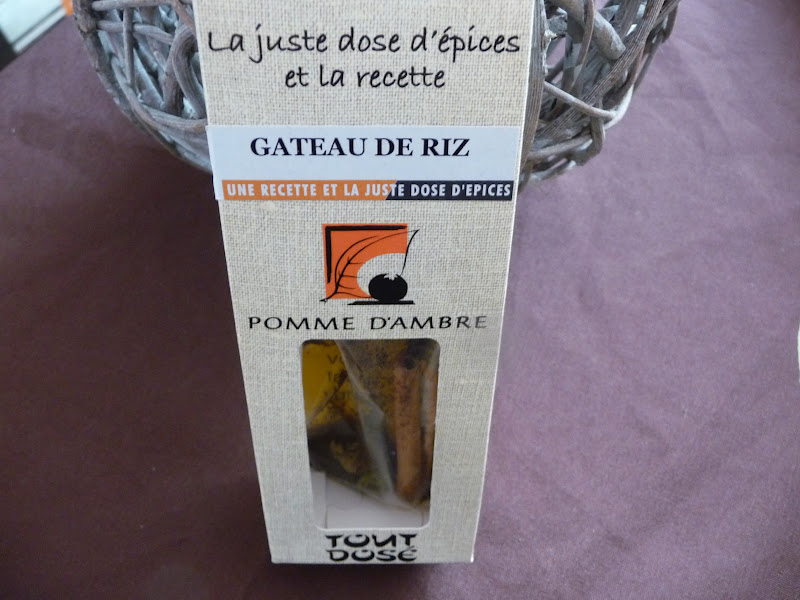 La juste dose d'épices
et la recette
GATEAU DE RIZ
UNE RECETTE ET LA JUSTE DOSE D'EPICES
POMME D'AMBRE
TOUT
DOSÉ